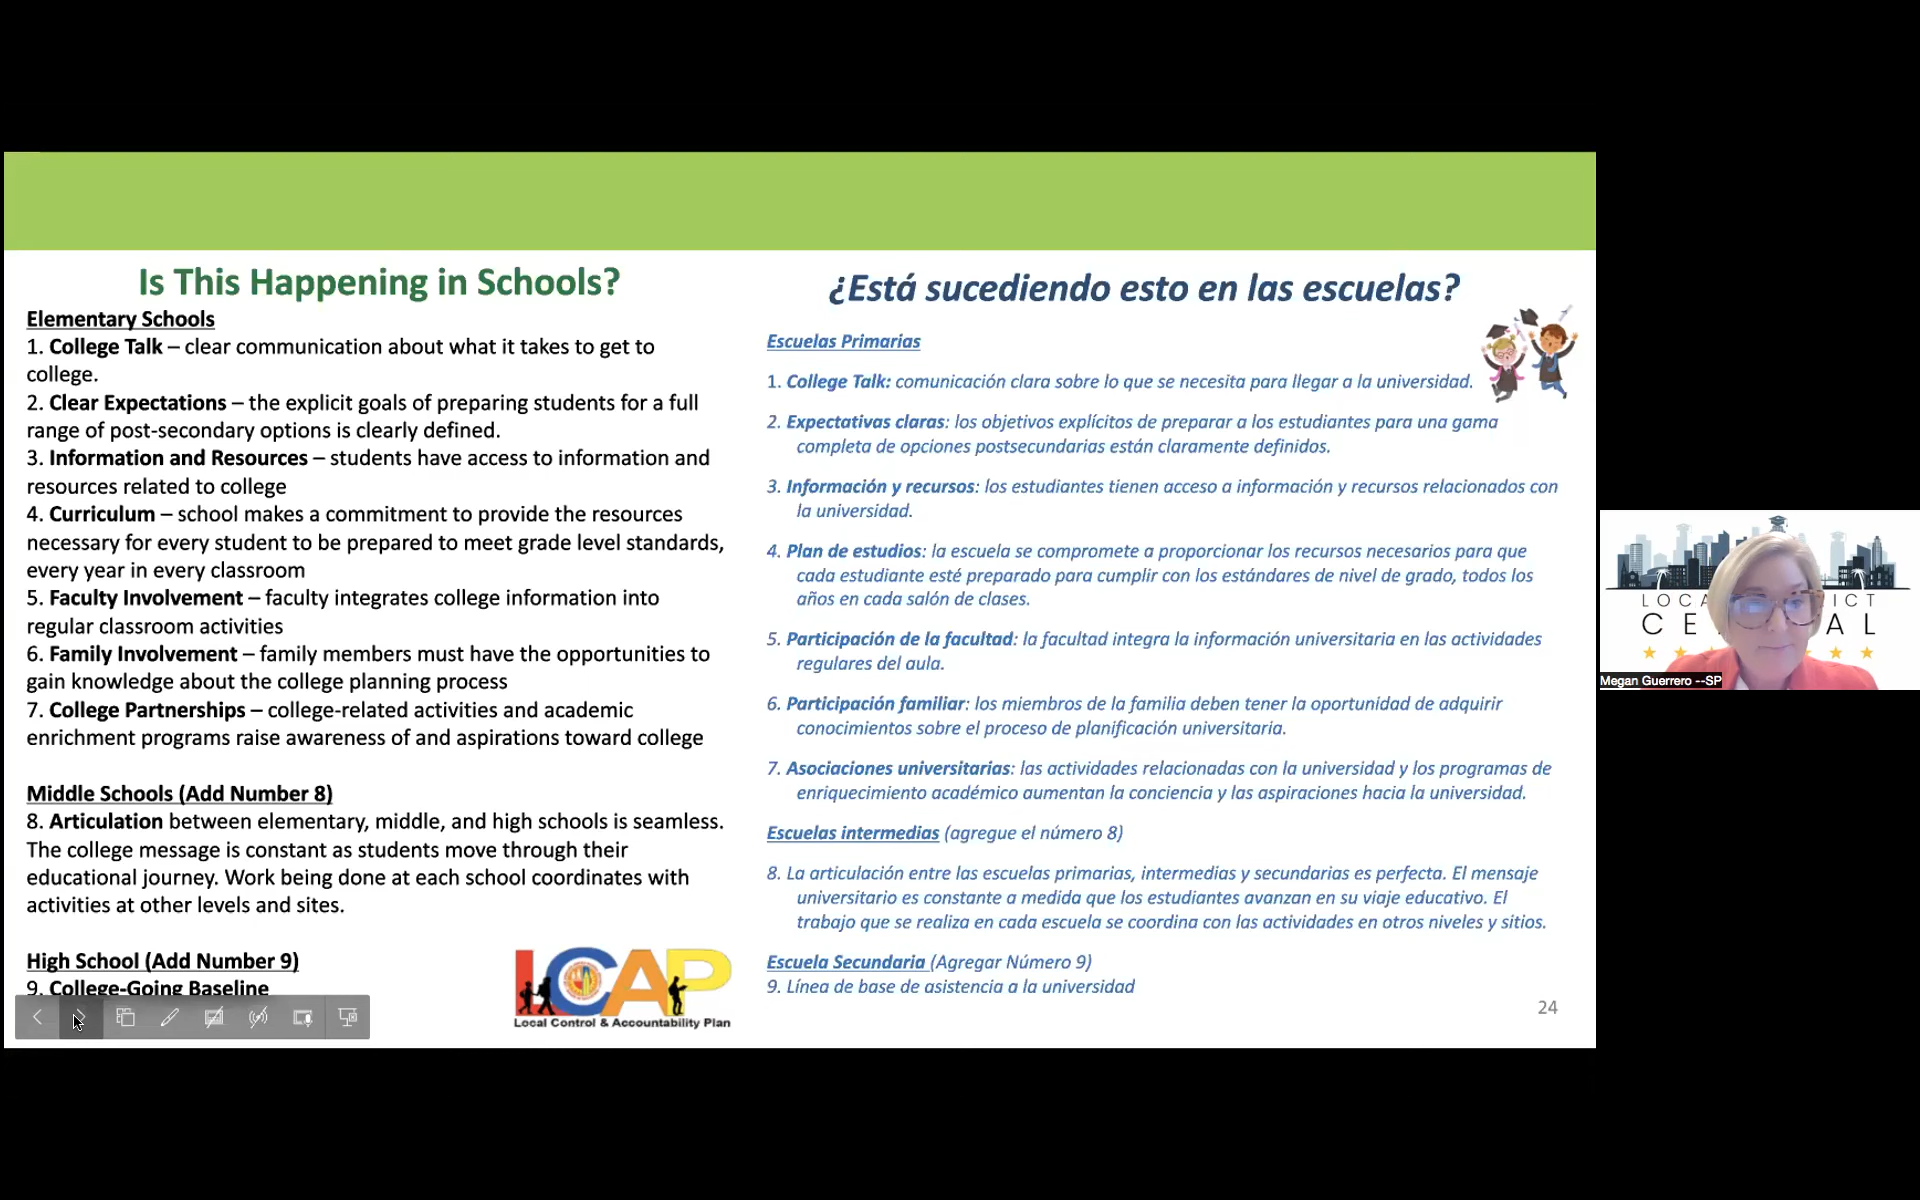 Is This Happening in Schools?
Elementary Schools
1. College Talk – clear communication about what it takes to get to
college.
2. Clear Expectations – the explicit goals of preparing students for a full
range of post-secondary options is clearly defined.
3. Information and Resources – students have access to information and
resources related to college
4. Curriculum – school makes a commitment to provide the resources
necessary for every student to be prepared to meet grade level standards,
every year in every classroom
5. Faculty Involvement – faculty integrates college information into
regular classroom activities
6. Family Involvement – family members must have the opportunities to
gain knowledge about the college planning process
7. College Partnerships – college-related activities and academic
enrichment programs raise awareness of and aspirations toward college
Middle Schools (Add Number 8)
8. Articulation between elementary, middle, and high schools is seamless.
The college message is constant as students move through their
educational journey. Work being done at each school coordinates with
activities at other levels and sites.
High School (Add Number 9)
9. College-Going Baseline
LCAP
Local Control & Accountability Plan
¿Está sucediendo esto en las escuelas?
Escuelas Primarias
1. College Talk: comunicación clara sobre lo que se necesita para llegar a la universidad.
2. Expectativas claras: los objetivos explícitos de preparar a los estudiantes para una gama
completa de opciones postsecundarias están claramente definidos.
3. Información y recursos: los estudiantes tienen acceso a información y recursos relacionados con
la universidad.
4. Plan de estudios: la escuela se compromete a proporcionar los recursos necesarios para que
cada estudiante esté preparado para cumplir con los estándares de nivel de grado, todos los
años en cada salón de clases.
5. Participación de la facultad: la facultad integra la información universitaria en las actividades
regulares del aula.
6. Participación familiar: los miembros de la familia deben tener la oportunidad de adquirir
conocimientos sobre el proceso de planificación universitaria.
7. Asociaciones universitarias: las actividades relacionadas con la universidad y los programas de
enriquecimiento académico aumentan la conciencia y las aspiraciones hacia la universidad.
Escuelas intermedias (agregue el número 8)
8. La articulación entre las escuelas primarias, intermedias y secundarias es perfecta. El mensaje
universitario es constante a medida que los estudiantes avanzan en su viaje educativo. El
trabajo que se realiza en cada escuela se coordina con las actividades en otros niveles y sitios.
Escuela Secundaria (Agregar Número 9)
9. Línea de base de asistencia a la universidad
24
LOCA ICT
CE AL
Megan Guerrero --SP